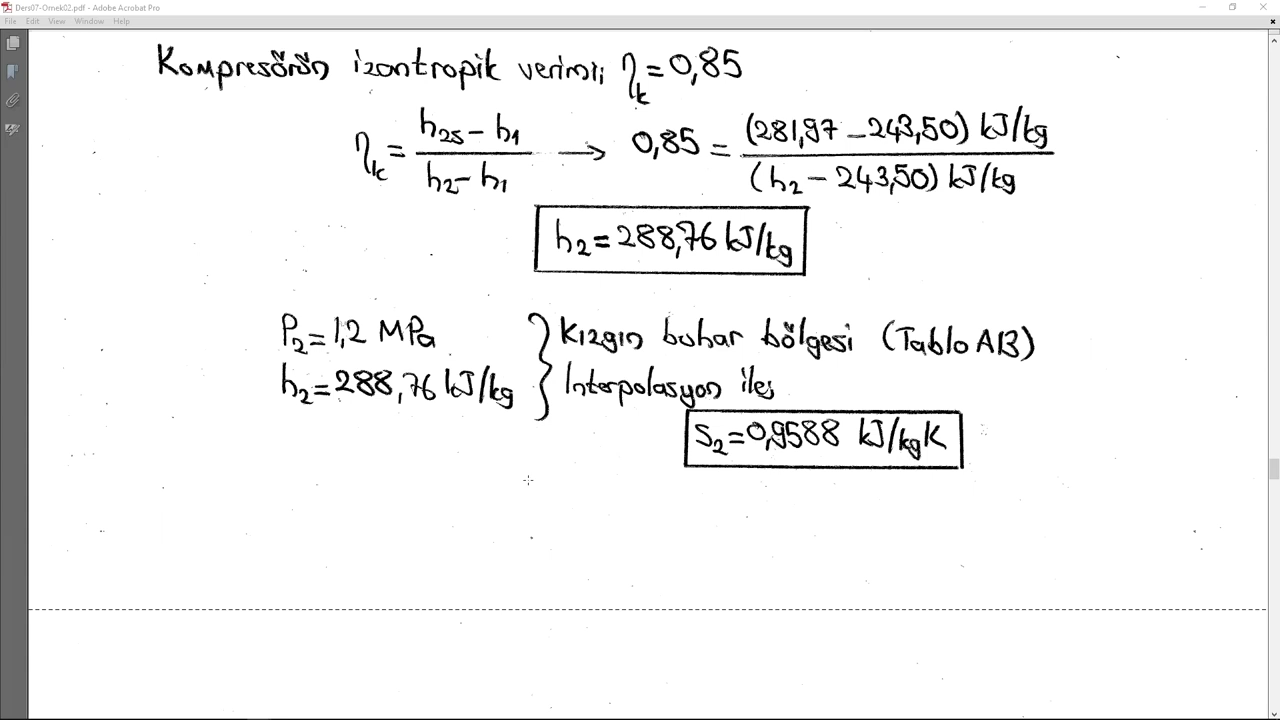 Ders07-Ornek02.pdf - Adobe Acrobat Pro
File Edit View Window Help
Kompresörün izontropik verimi; ηk = 0,85
ηk = (h2s - h1) / (h2 - h1) → 0,85 = (281,97 - 243,50) kJ/kg / (h2 - 243,50) kJ/kg
h2 = 288,76 kJ/kg
P2 = 1,2 MPa } Kızgın buhar bölgesi (Tablo A13)
h2 = 288,76 kJ/kg } Interpolasyon ile;
s2 = 0,9588 kJ/kgK